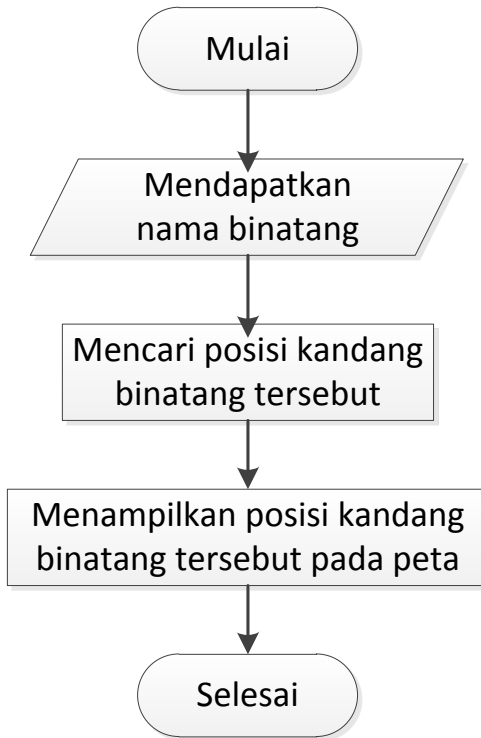 Mulai
Mendapatkan
nama binatang
Mencari posisi kandang
binatang tersebut
Menampilkan posisi kandang
binatang tersebut pada peta
Selesai